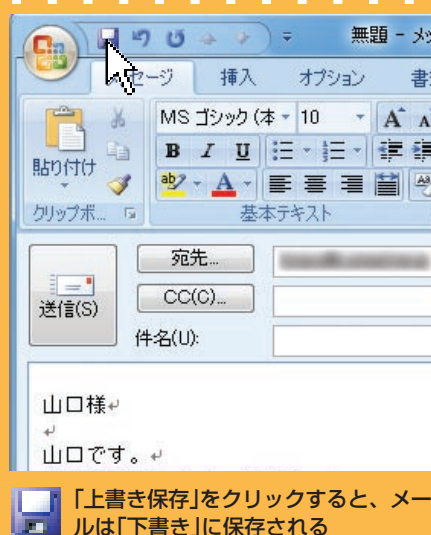 無題 - メッ
メッセージ 挿入 オプション 書
MS ゴシック (本 10 A A
B I U
貼り付け
ab A Aa
クリップボ... 基本テキスト
宛先...
送信(S)
CC(C)...
件名(U):
山口様
山口です。
「上書き保存」をクリックすると、メー
ルは「下書き」に保存される